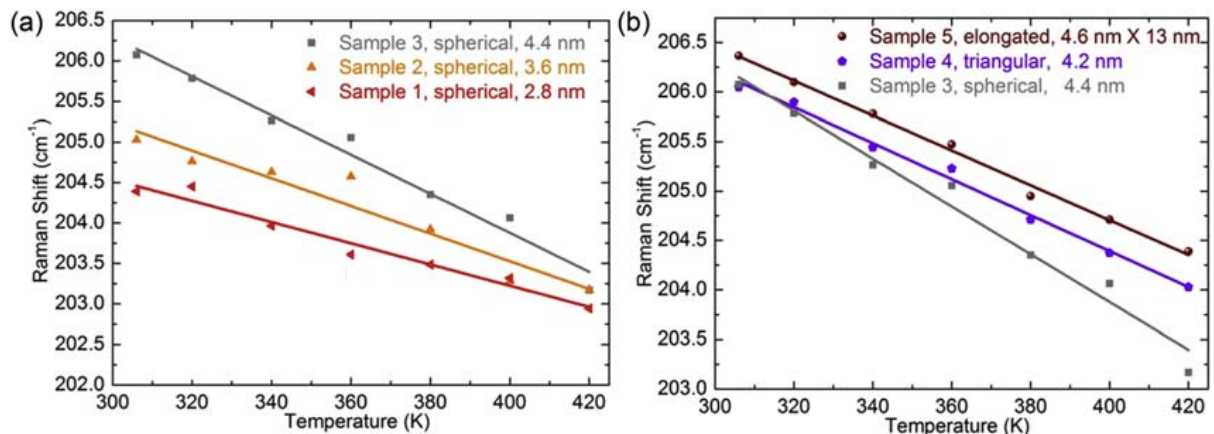 (a)
206.5
206.0
205.5
205.0
204.5
204.0
203.5
203.0
202.5
202.0
Raman Shift (cm⁻¹)
Sample 3, spherical, 4.4 nm
Sample 2, spherical, 3.6 nm
Sample 1, spherical, 2.8 nm
300 320 340 360 380 400 420
Temperature (K)
(b)
206.5
206.0
205.5
205.0
204.5
204.0
203.5
203.0
Raman Shift (cm⁻¹)
Sample 5, elongated, 4.6 nm X 13 nm
Sample 4, triangular, 4.2 nm
Sample 3, spherical, 4.4 nm
300 320 340 360 380 400 420
Temperature (K)